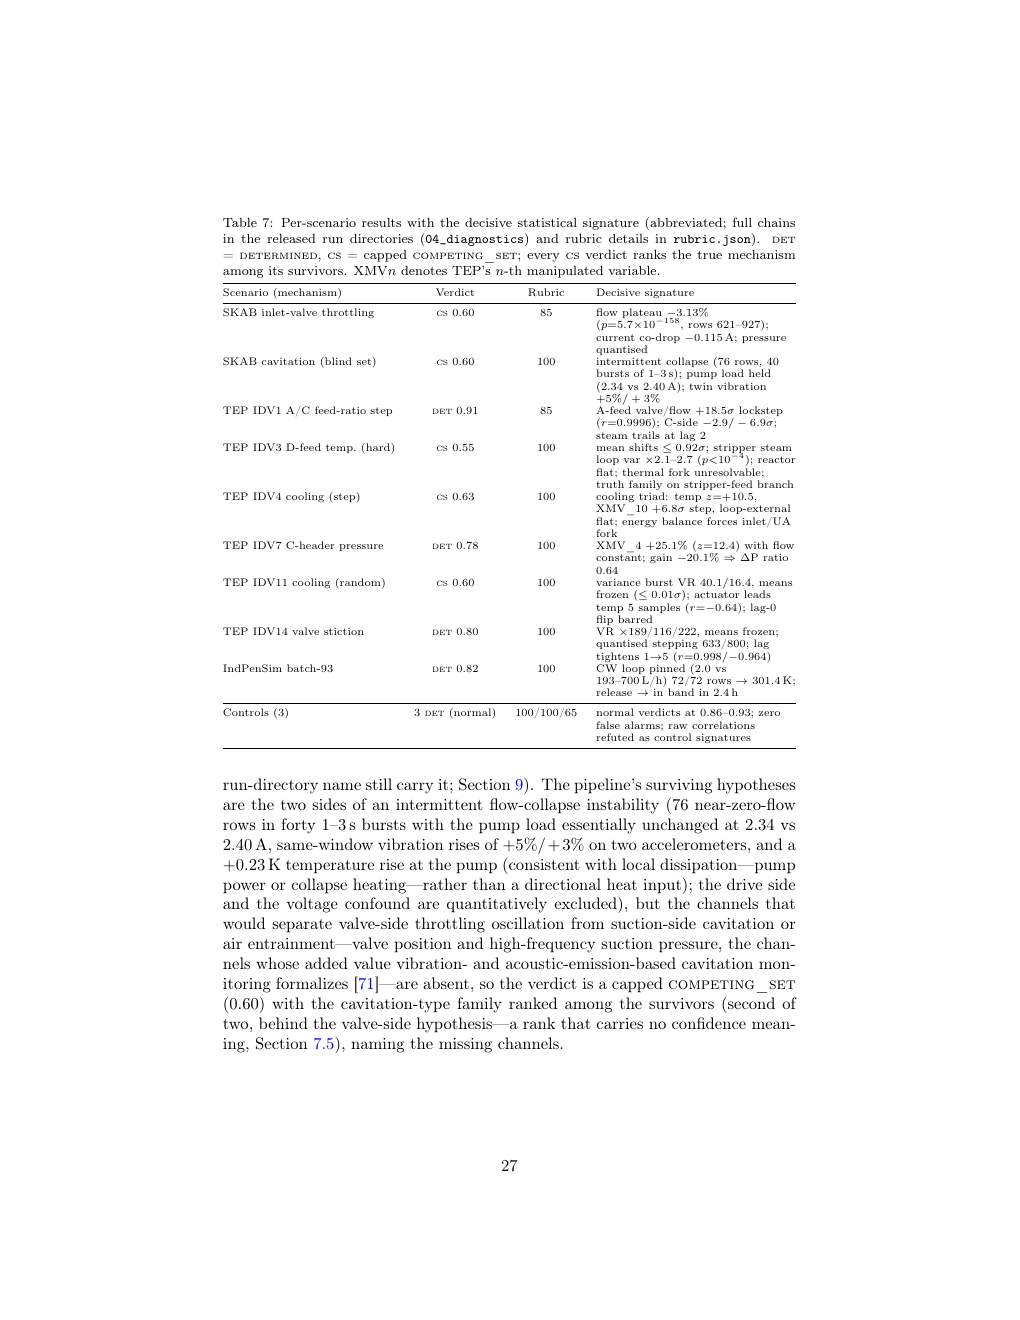 Table 7: Per-scenario results with the decisive statistical signature (abbreviated; full chains
in the released run directories (04_diagnostics) and rubric details in rubric.json). DET
= DETERMINED, CS = capped COMPETING_SET; every CS verdict ranks the true mechanism
among its survivors. XMVn denotes TEP's n-th manipulated variable.
Scenario (mechanism) Verdict Rubric Decisive signature
SKAB inlet-valve throttling CS 0.60 85 flow plateau −3.13%
(p=5.7×10−158, rows 621–927);
current co-drop −0.115 A; pressure
quantised
SKAB cavitation (blind set) CS 0.60 100 intermittent collapse (76 rows, 40
bursts of 1–3 s); pump load held
(2.34 vs 2.40 A); twin vibration
+5%/ + 3%
TEP IDV1 A/C feed-ratio step DET 0.91 85 A-feed valve/flow +18.5σ lockstep
(r=0.9996); C-side −2.9/ − 6.9σ;
steam trails at lag 2
TEP IDV3 D-feed temp. (hard) CS 0.55 100 mean shifts ≤ 0.92σ; stripper steam
loop var ×2.1–2.7 (p<10−4); reactor
flat; thermal fork unresolvable;
truth family on stripper-feed branch
TEP IDV4 cooling (step) CS 0.63 100 cooling triad: temp z=+10.5,
XMV_10 +6.8σ step, loop-external
flat; energy balance forces inlet/UA
fork
TEP IDV7 C-header pressure DET 0.78 100 XMV_4 +25.1% (z=12.4) with flow
constant; gain −20.1% ⇒ ΔP ratio
0.64
TEP IDV11 cooling (random) CS 0.60 100 variance burst VR 40.1/16.4, means
frozen (≤ 0.01σ); actuator leads
temp 5 samples (r=−0.64); lag-0
flip barred
TEP IDV14 valve stiction DET 0.80 100 VR ×189/116/222, means frozen;
quantised stepping 633/800; lag
tightens 1→5 (r=0.998/−0.964)
IndPenSim batch-93 DET 0.82 100 CW loop pinned (2.0 vs
193–700 L/h) 72/72 rows → 301.4 K;
release → in band in 2.4 h
Controls (3) 3 DET (normal) 100/100/65 normal verdicts at 0.86–0.93; zero
false alarms; raw correlations
refuted as control signatures
run-directory name still carry it; Section 9). The pipeline's surviving hypotheses
are the two sides of an intermittent flow-collapse instability (76 near-zero-flow
rows in forty 1–3 s bursts with the pump load essentially unchanged at 2.34 vs
2.40 A, same-window vibration rises of +5%/ + 3% on two accelerometers, and a
+0.23 K temperature rise at the pump (consistent with local dissipation—pump
power or collapse heating—rather than a directional heat input); the drive side
and the voltage confound are quantitatively excluded), but the channels that
would separate valve-side throttling oscillation from suction-side cavitation or
air entrainment—valve position and high-frequency suction pressure, the chan-
nels whose added value vibration- and acoustic-emission-based cavitation mon-
itoring formalizes [71]—are absent, so the verdict is a capped COMPETING_SET
(0.60) with the cavitation-type family ranked among the survivors (second of
two, behind the valve-side hypothesis—a rank that carries no confidence mean-
ing, Section 7.5), naming the missing channels.
27